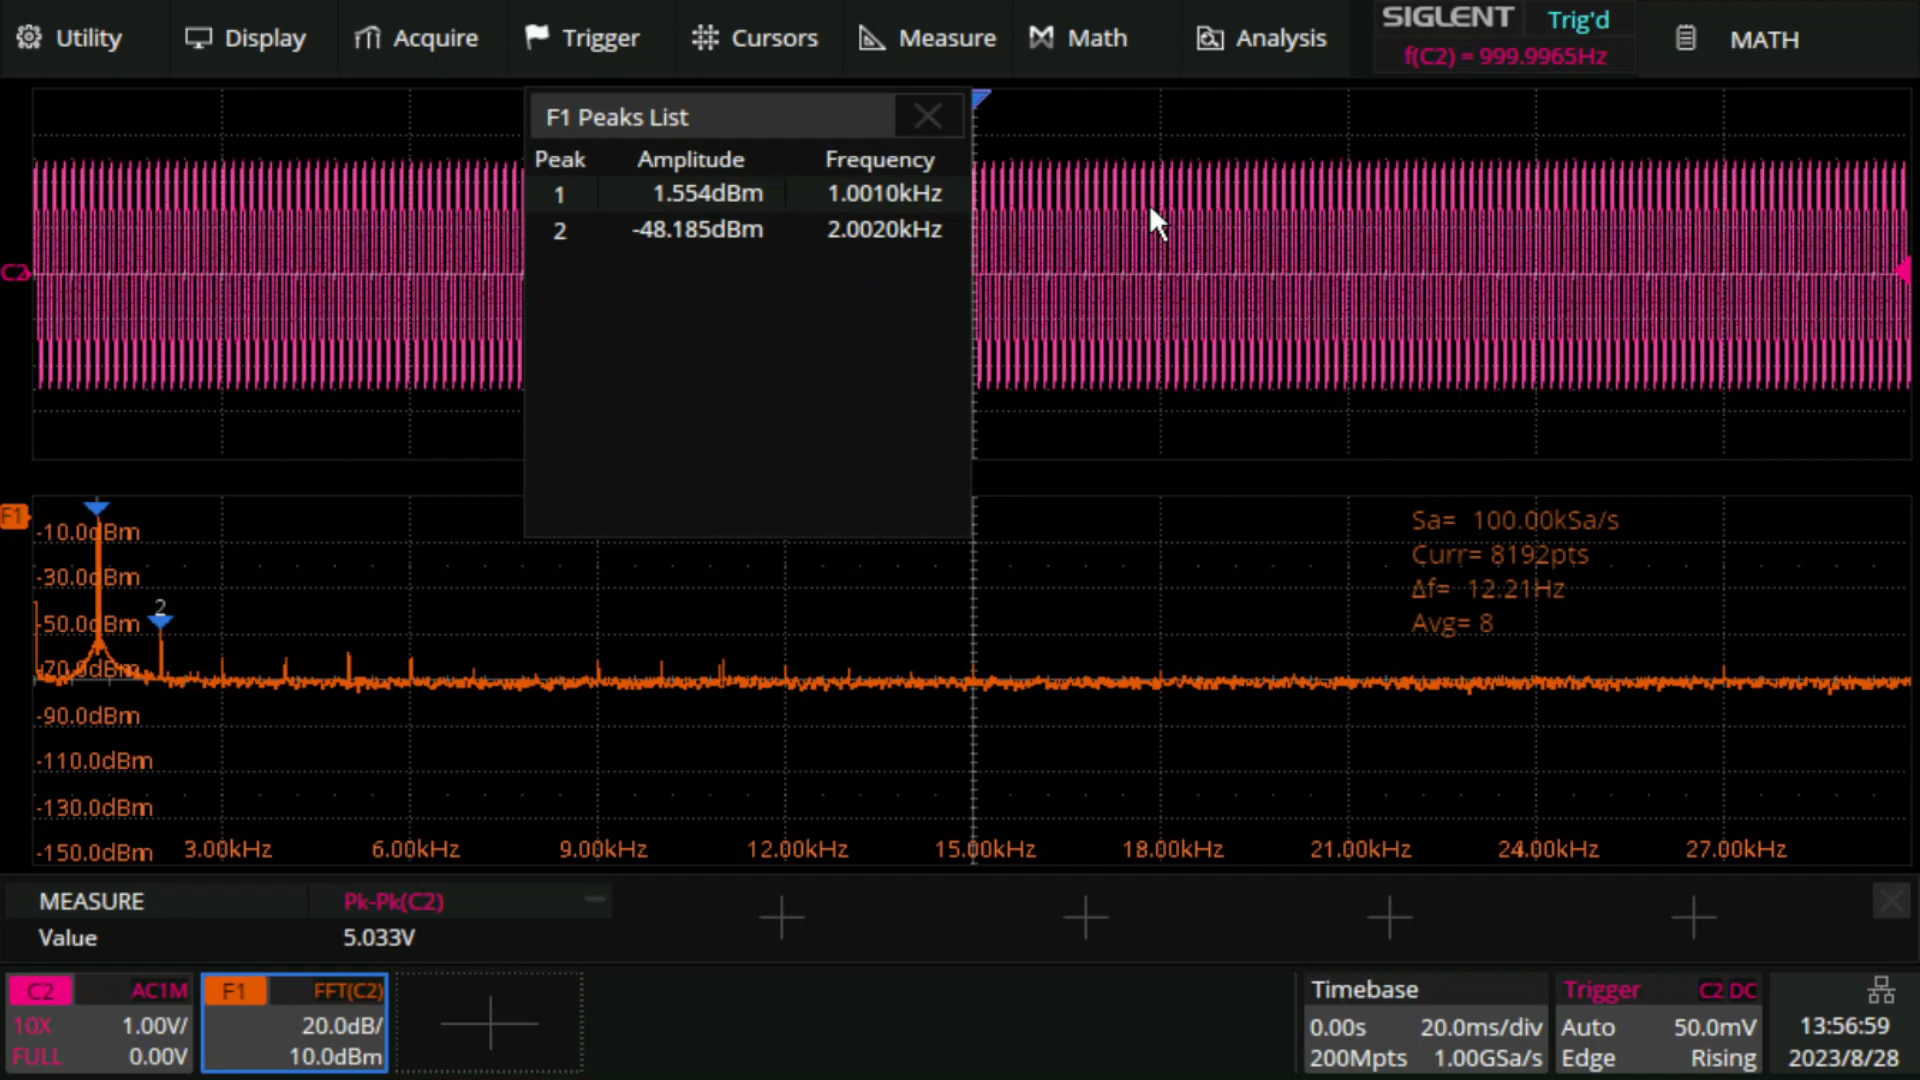 Utility
Display
Acquire
Trigger
Cursors
Measure
Math
Analysis
SIGLENT
Trig'd
f(C2) = 999.9965Hz
MATH
F1 Peaks List
Peak Amplitude Frequency
1 1.554dBm 1.0010kHz
2 -48.185dBm 2.0020kHz
C2
F1
2
-10.0dBm
-30.0dBm
-50.0dBm
-70.0dBm
-90.0dBm
-110.0dBm
-130.0dBm
-150.0dBm
3.00kHz 6.00kHz 9.00kHz 12.00kHz 15.00kHz 18.00kHz 21.00kHz 24.00kHz 27.00kHz
Sa= 100.00kSa/s
Curr= 8192pts
Δf= 12.21Hz
Avg= 8
MEASURE Pk-Pk(C2)
Value 5.033V
C2 AC1M
10X 1.00V/
FULL 0.00V
F1 FFT(C2)
20.0dB/
10.0dBm
Timebase
0.00s 20.0ms/div
200Mpts 1.00GSa/s
Trigger C2 DC
Auto 50.0mV
Edge Rising
13:56:59
2023/8/28